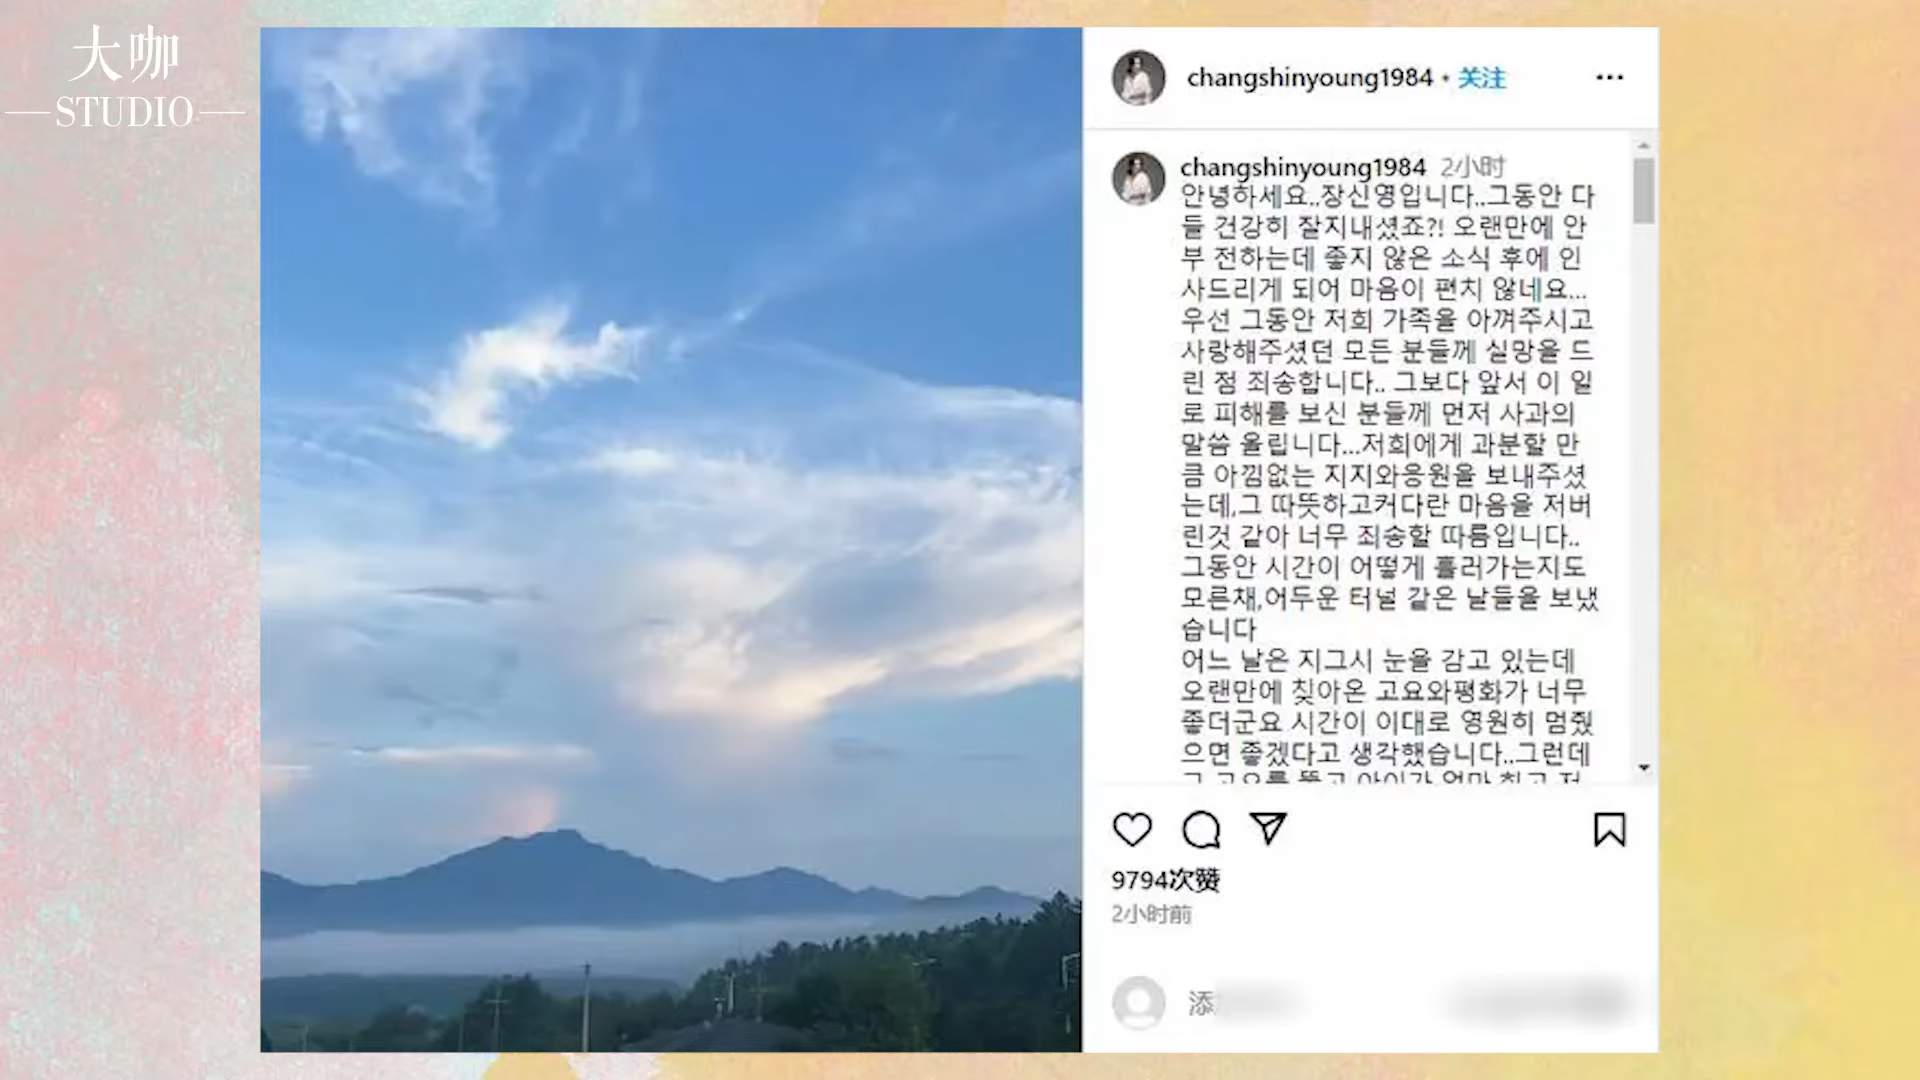 大咖
STUDIO
changshinyoung1984 • 关注
changshinyoung1984 2小时
안녕하세요..장신영입니다..그동안 다
들 건강히 잘지내셨죠?! 오랜만에 안
부 전하는데 좋지 않은 소식 후에 인
사드리게 되어 마음이 편치 않네요...
우선 그동안 저희 가족을 아껴주시고
사랑해주셨던 모든 분들께 실망을 드
린 점 죄송합니다.. 그보다 앞서 이 일
로 피해를 보신 분들께 먼저 사과의
말씀 올립니다...저희에게 과분할 만
큼 아낌없는 지지와응원을 보내주셨
는데,그 따뜻하고커다란 마음을 저버
린것 같아 너무 죄송할 따름입니다..
그동안 시간이 어떻게 흘러가는지도
모른채,어두운 터널 같은 날들을 보냈
습니다
어느 날은 지그시 눈을 감고 있는데
오랜만에 찾아온 고요와평화가 너무
좋더군요 시간이 이대로 영원히 멈췄
으면 좋겠다고 생각했습니다..그런데
9794次赞
2小时前
添